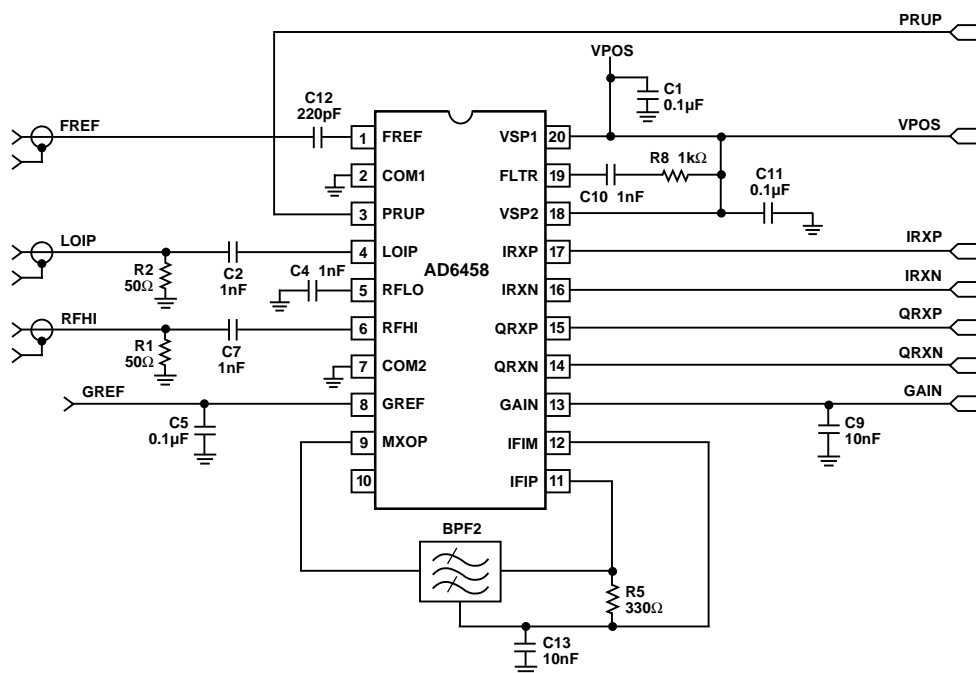 PRUP
VPOS
C12
220pF
C1
0.1µF
FREF
1
FREF
VSP1
20
VPOS
R8 1kΩ
2
COM1
FLTR
19
C10 1nF
C11
0.1µF
3
PRUP
VSP2
18
LOIP
4
LOIP
IRXP
17
IRXP
R2
50Ω
C2
1nF
C4 1nF
AD6458
5
RFLO
IRXN
16
IRXN
RFHI
6
RFHI
QRXP
15
QRXP
R1
50Ω
C7
1nF
7
COM2
QRXN
14
QRXN
GREF
8
GREF
GAIN
13
GAIN
C5
0.1µF
C9
10nF
9
MXOP
IFIM
12
10
IFIP
11
BPF2
R5
330Ω
C13
10nF